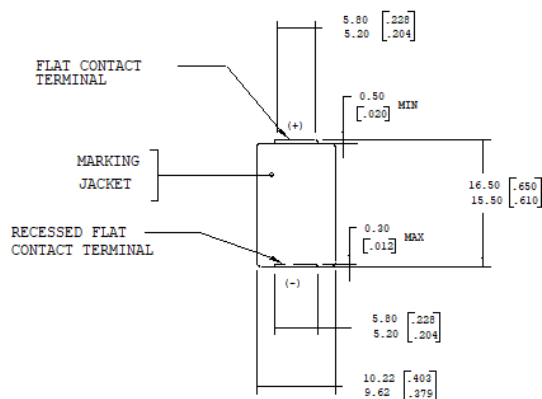 5.80 [.228]
5.20 [.204]
FLAT CONTACT
TERMINAL
0.50 MIN
[.020]
(+)
MARKING
JACKET
16.50 [.650]
15.50 [.610]
RECESSED FLAT
CONTACT TERMINAL
0.30 MAX
[.012]
(-)
5.80 [.228]
5.20 [.204]
10.22 [.403]
9.62 [.379]